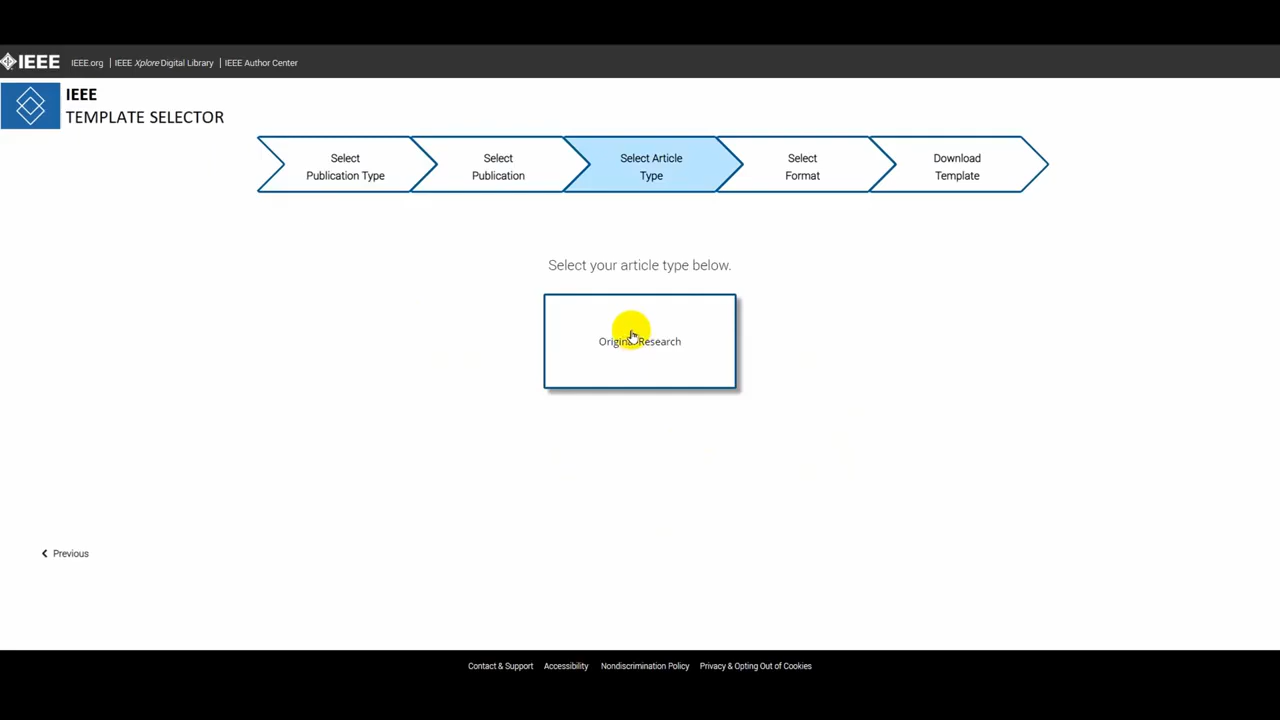 IEEE
IEEE.org | IEEE Xplore Digital Library | IEEE Author Center
IEEE
TEMPLATE SELECTOR
Select
Publication Type
Select
Publication
Select Article
Type
Select
Format
Download
Template
Select your article type below.
Original Research
Previous
Contact & Support Accessibility Nondiscrimination Policy Privacy & Opting Out of Cookies